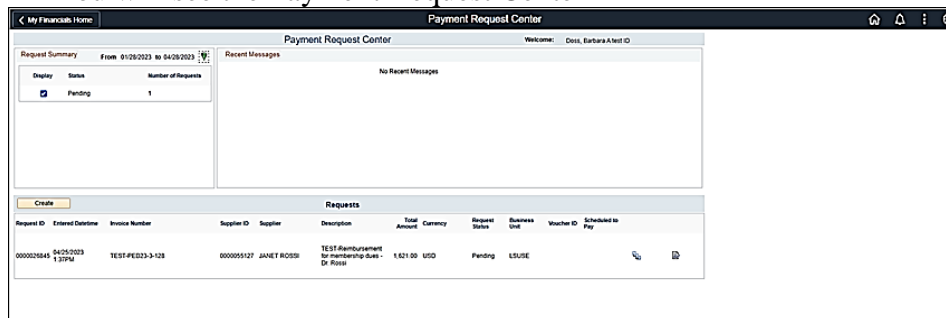 My Financials Home
Payment Request Center
Payment Request Center
Welcome: Doss, Barbara A test ID
Request Summary
From 01/28/2023 to 04/28/2023
Recent Messages
Display Status Number of Requests
Pending 1
No Recent Messages
Create
Requests
Request ID Entered Datetime Invoice Number Supplier ID Supplier Description Total Amount Currency Request Status Business Unit Voucher ID Scheduled to Pay
0000026845 04/25/2023 1:37PM TEST-PED23-3-128 0000055127 JANET ROSSI TEST-Reimbursement for membership dues - Dr. Rossi 1,621.00 USD Pending LSUSE